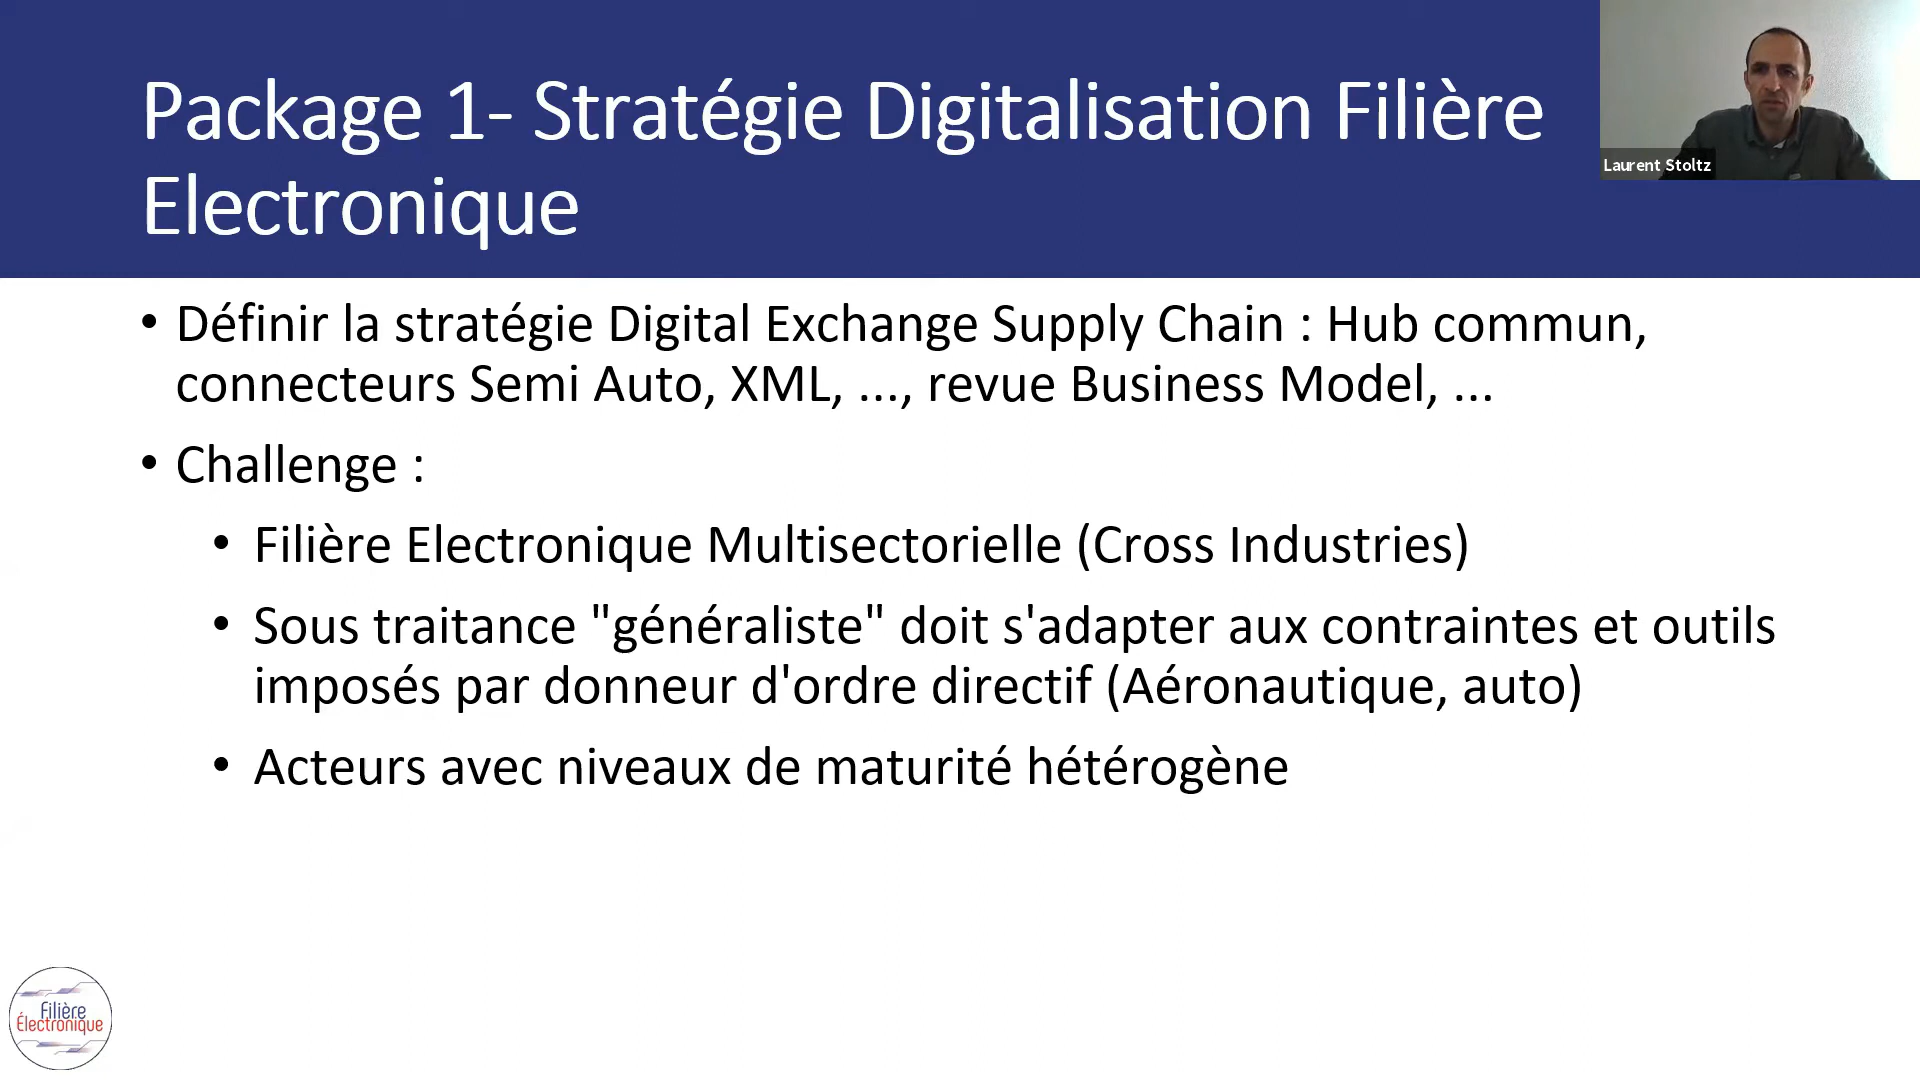 Package 1- Stratégie Digitalisation Filière
Electronique
Laurent Stoltz
• Définir la stratégie Digital Exchange Supply Chain : Hub commun,
connecteurs Semi Auto, XML, ..., revue Business Model, ...
• Challenge :
• Filière Electronique Multisectorielle (Cross Industries)
• Sous traitance "généraliste" doit s'adapter aux contraintes et outils
imposés par donneur d'ordre directif (Aéronautique, auto)
• Acteurs avec niveaux de maturité hétérogène
Filière
Électronique